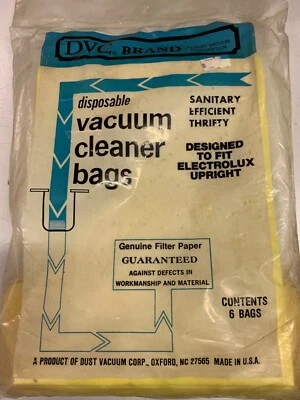 DVC® BRAND
disposable
vacuum
cleaner
bags
SANITARY
EFFICIENT
THRIFTY
DESIGNED
TO FIT
ELECTROLUX
UPRIGHT
Genuine Filter Paper
GUARANTEED
AGAINST DEFECTS IN
WORKMANSHIP AND MATERIAL
CONTENTS
6 BAGS
A PRODUCT OF DUST VACUUM CORP., OXFORD, NC 27565 MADE IN U.S.A.